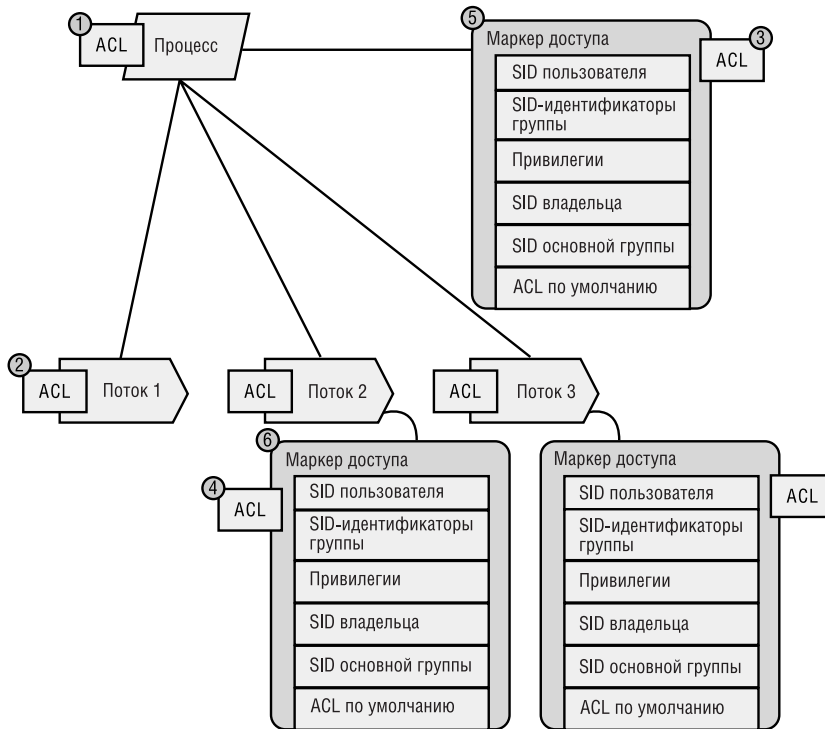 1
ACL
Процесс
5
Маркер доступа
3
ACL
SID пользователя
SID-идентификаторы
группы
Привилегии
SID владельца
SID основной группы
ACL по умолчанию
2
ACL
Поток 1
ACL
Поток 2
ACL
Поток 3
6
Маркер доступа
4
ACL
SID пользователя
SID-идентификаторы
группы
Привилегии
SID владельца
SID основной группы
ACL по умолчанию
Маркер доступа
ACL
SID пользователя
SID-идентификаторы
группы
Привилегии
SID владельца
SID основной группы
ACL по умолчанию